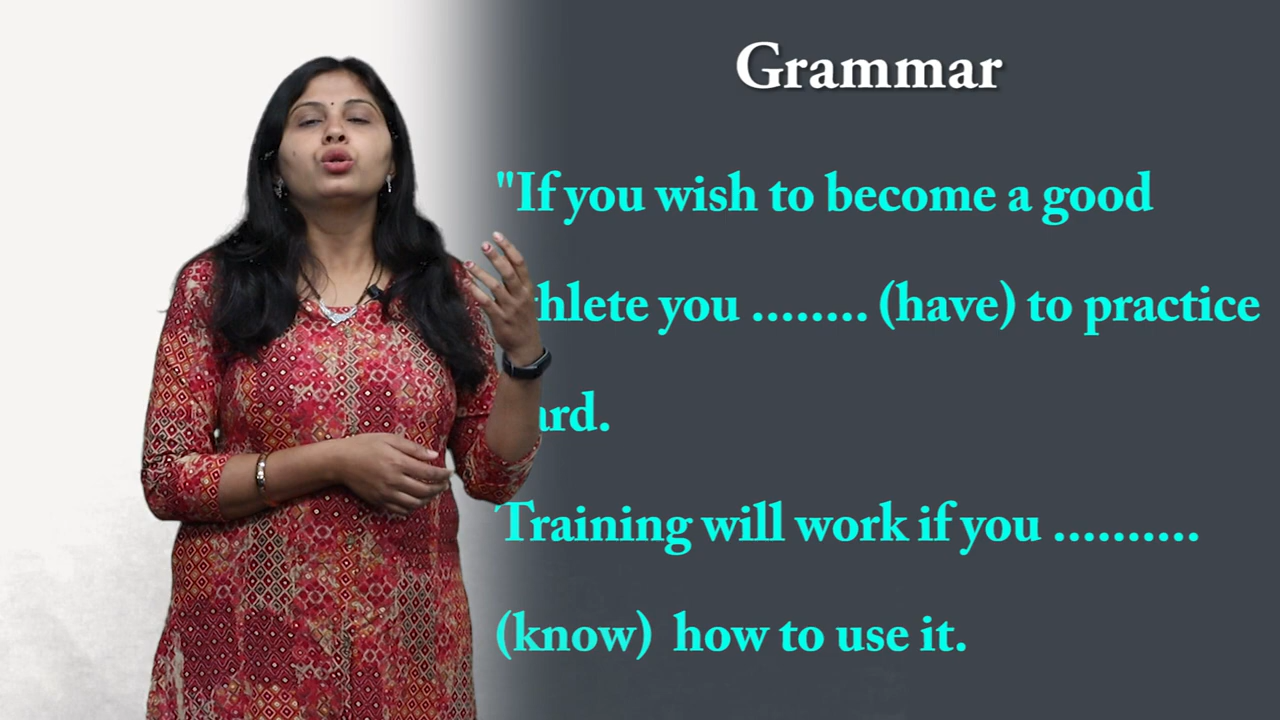 Grammar
"If you wish to become a good
you ........ (have) to practice
Training will work if you ..........
(know) how to use it.